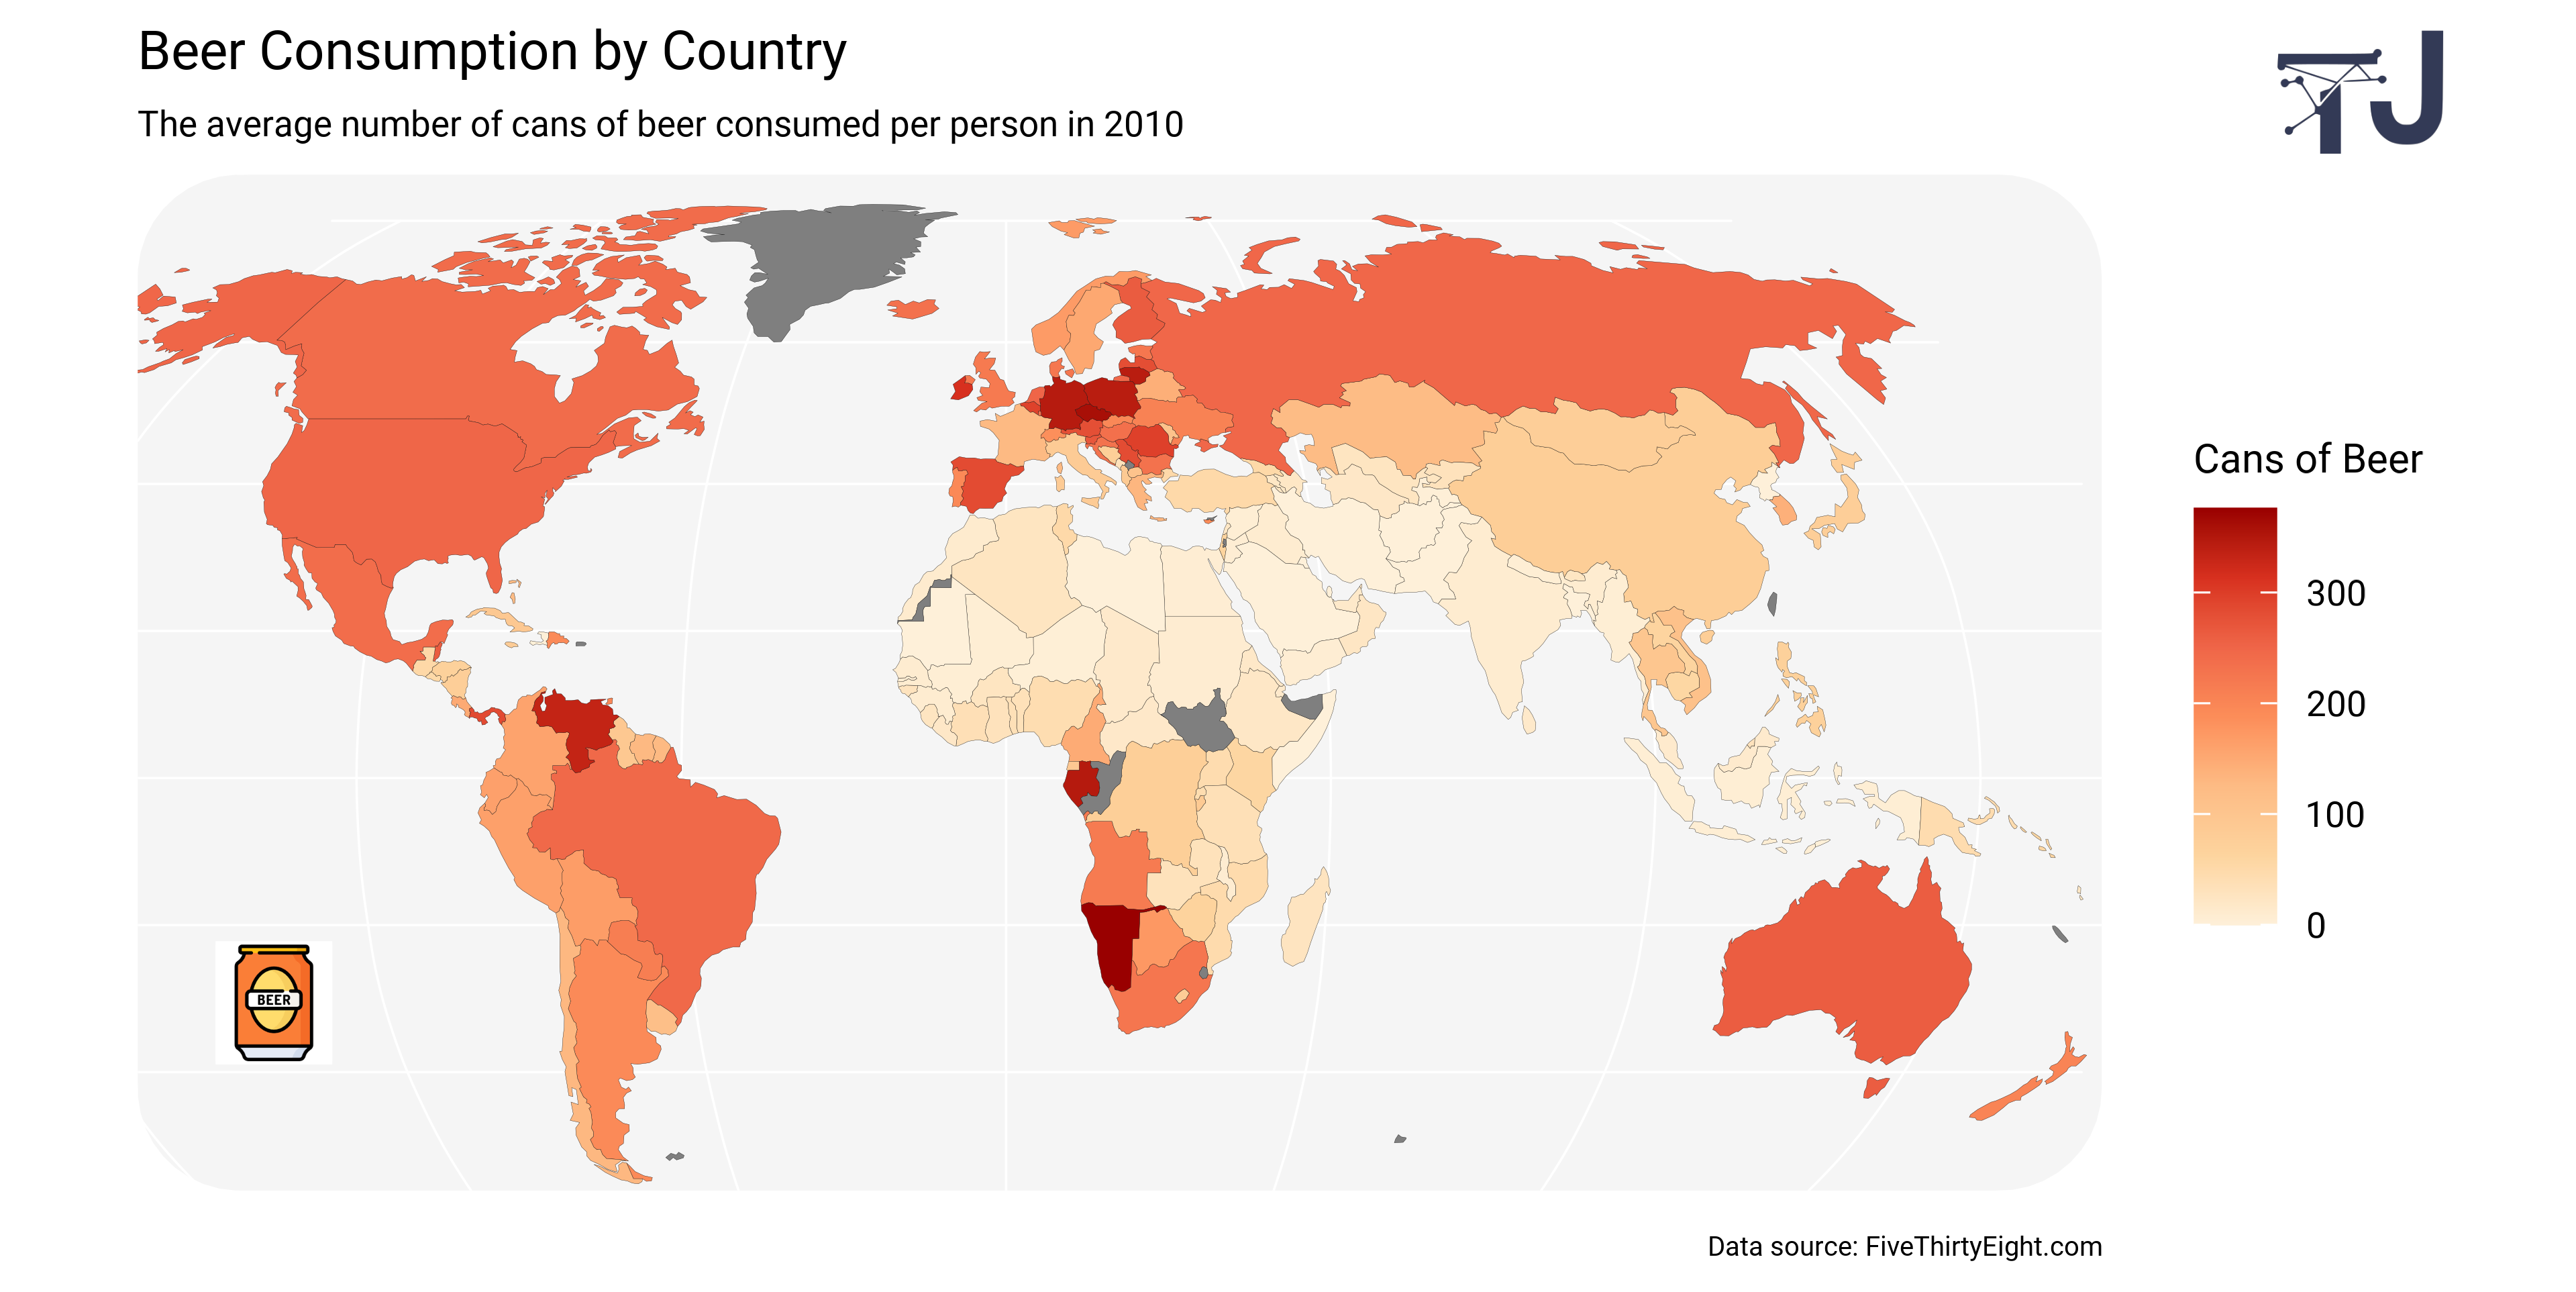 Beer Consumption by Country
The average number of cans of beer consumed per person in 2010
TJ
Cans of Beer
300
200
100
0
BEER
Data source: FiveThirtyEight.com